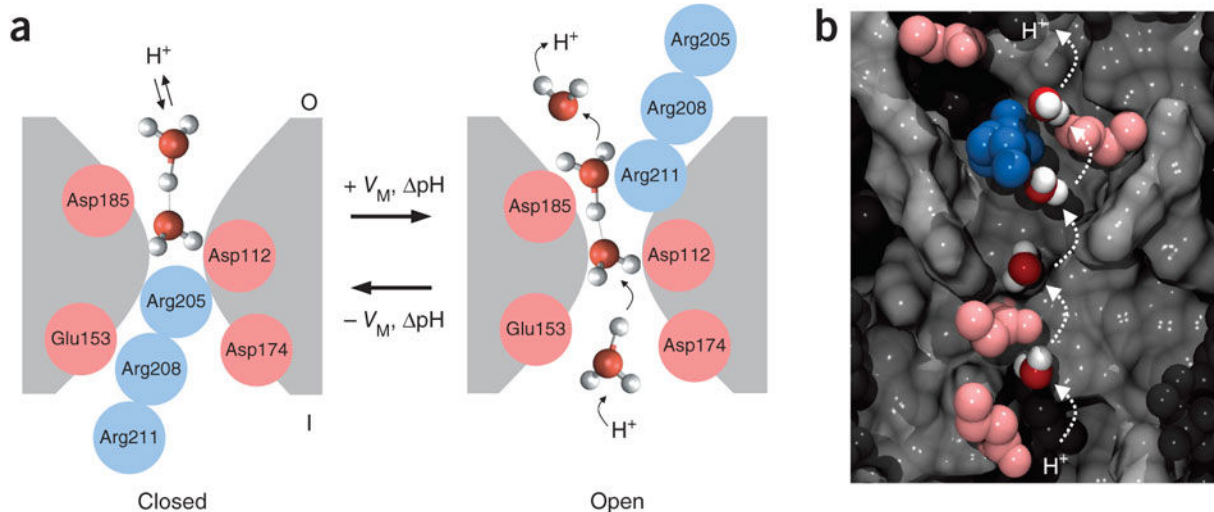 a
H+
O
Asp185
Asp112
Arg205
Glu153
Arg208
Asp174
Arg211
I
Closed
+ VM, ΔpH
− VM, ΔpH
H+
Arg205
Arg208
Arg211
Asp185
Asp112
Glu153
Asp174
H+
Open
b
H+
H+